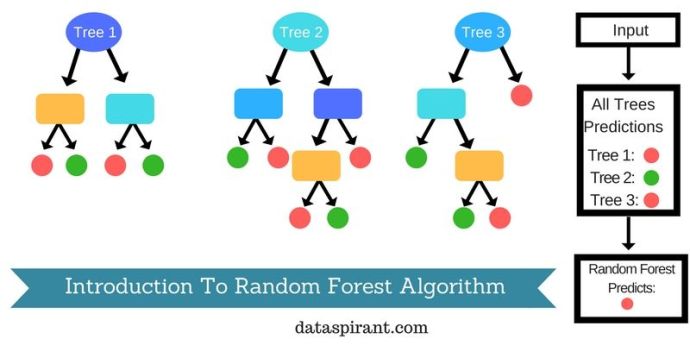 Tree 1
Tree 2
Tree 3
Input
All Trees
Predictions
Tree 1:
Tree 2:
Tree 3:
Random Forest
Predicts:
Introduction To Random Forest Algorithm
dataspirant.com